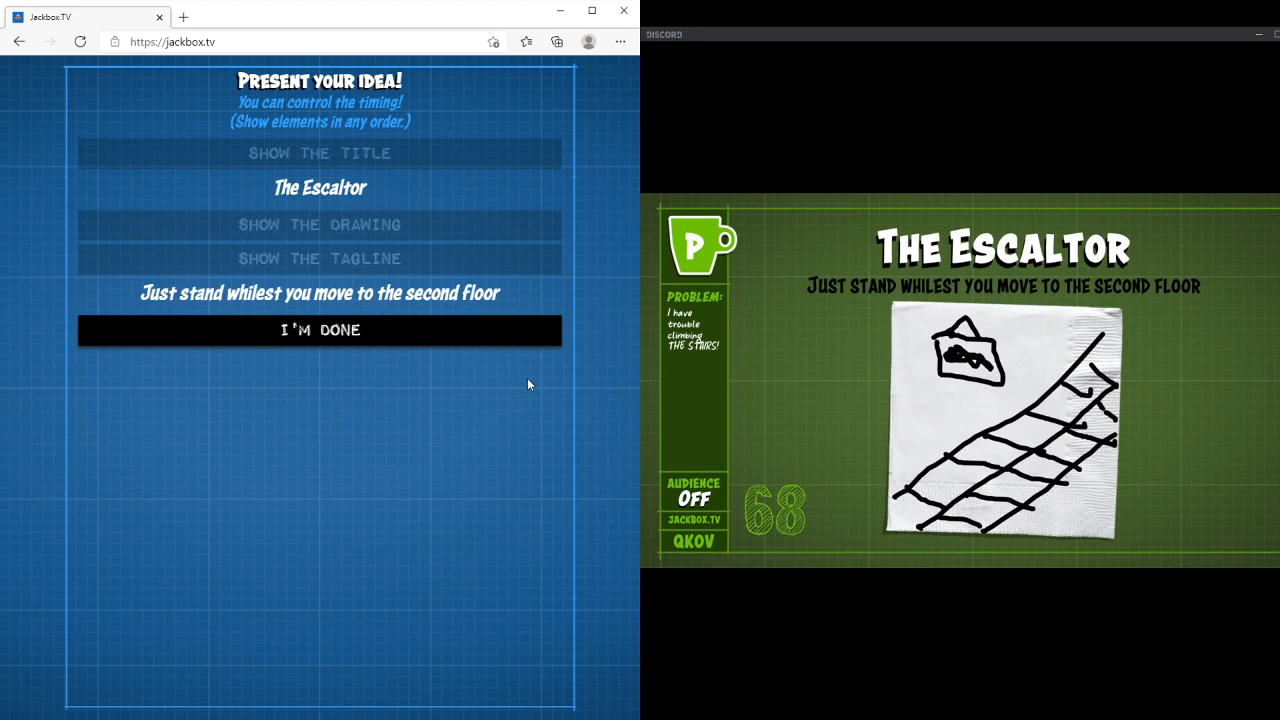 Jackbox.TV
https://jackbox.tv
PRESENT YOUR IDEA!
You can control the timing!
(Show elements in any order.)
SHOW THE TITLE
The Escaltor
SHOW THE DRAWING
SHOW THE TAGLINE
Just stand whilest you move to the second floor
I'M DONE
DISCORD
P
THE ESCALTOR
JUST STAND WHILEST YOU MOVE TO THE SECOND FLOOR
PROBLEM:
I have
trouble
climbing
THE STAIRS!
AUDIENCE
OFF
JACKBOX.TV
QKOV
68